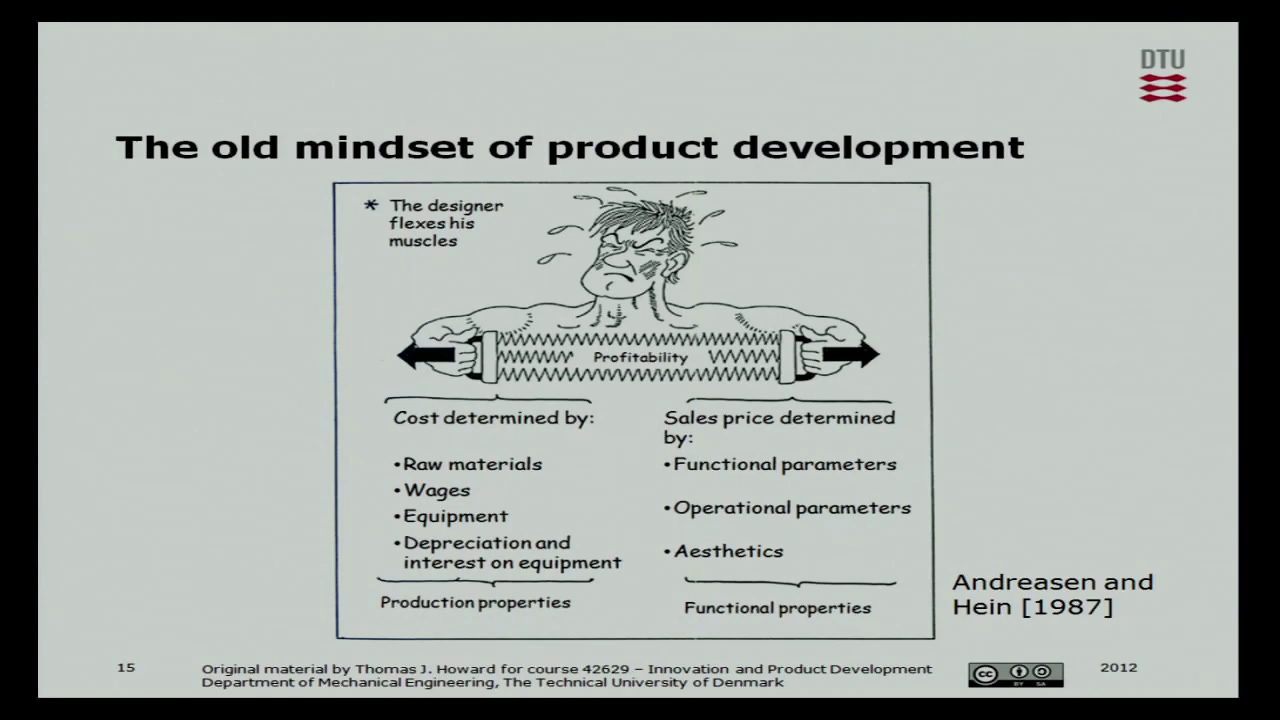 DTU
The old mindset of product development
* The designer
flexes his
muscles
Profitability
Cost determined by:
• Raw materials
• Wages
• Equipment
• Depreciation and
interest on equipment
Production properties
Sales price determined
by:
• Functional parameters
• Operational parameters
• Aesthetics
Functional properties
Andreasen and
Hein [1987]
15
Original material by Thomas J. Howard for course 42629 – Innovation and Product Development
Department of Mechanical Engineering, The Technical University of Denmark
cc BY SA
2012